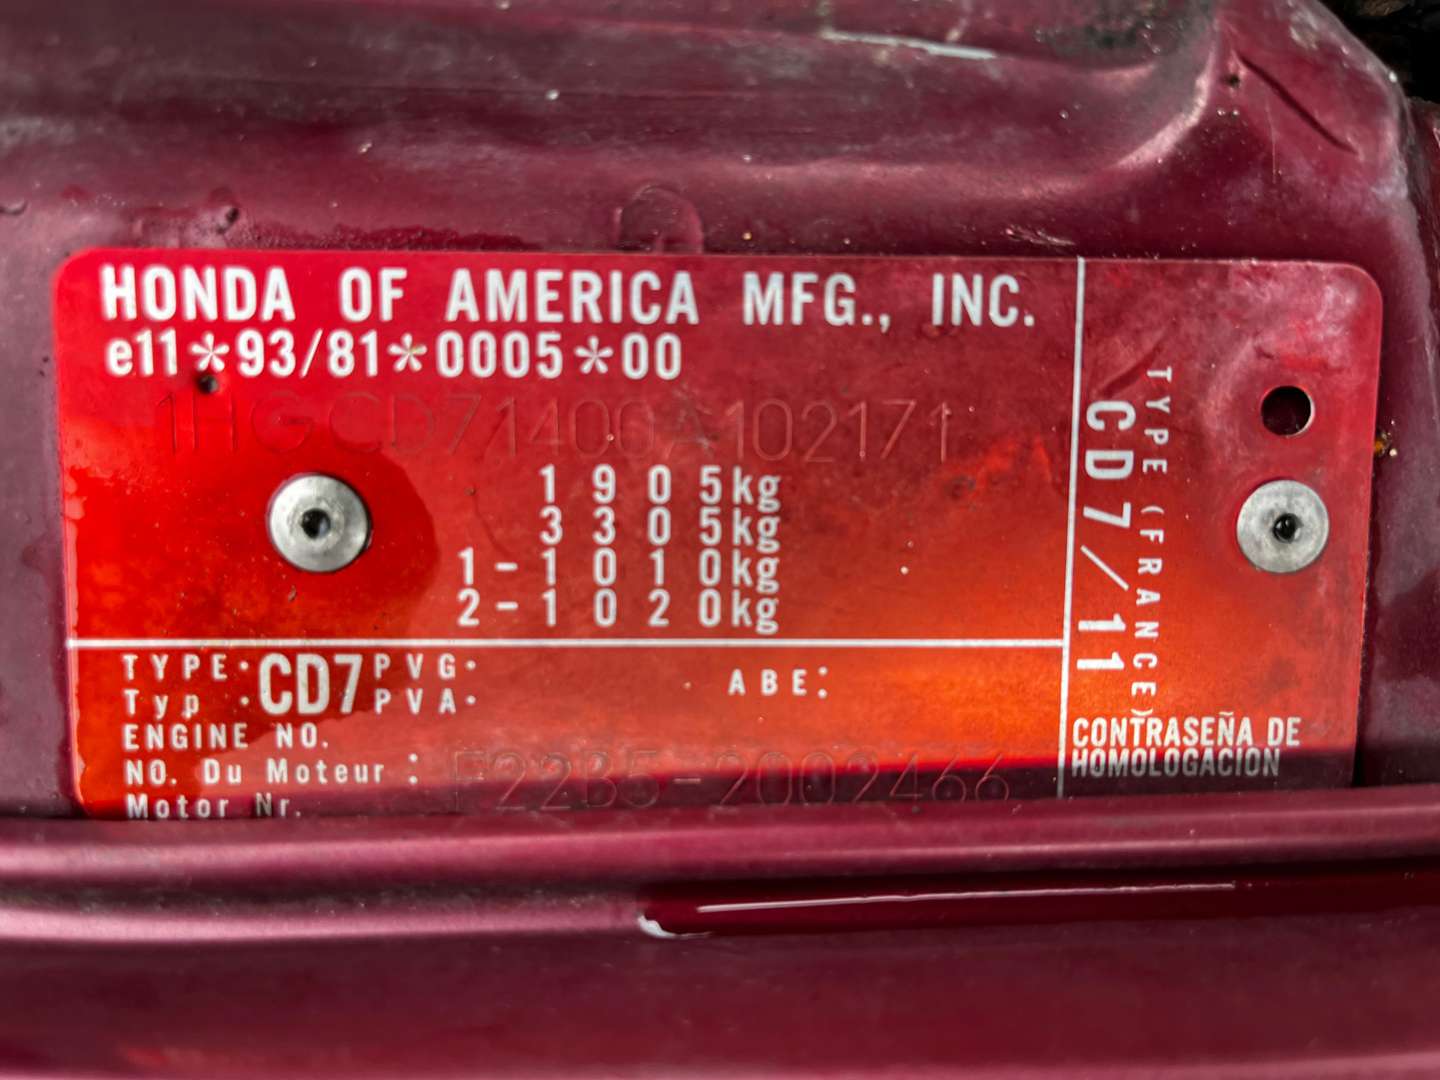 HONDA OF AMERICA MFG., INC.
e11*93/81*0005*00
1HGCD71400A102171
1905kg
3305kg
1-1010kg
2-1020kg
TYPE· CD7 PVG·
Typ · PVA·
ABE:
ENGINE NO.
NO. Du Moteur :
Motor Nr.
F22B5-2002466
TYPE (FRANCE)
CD7/11
CONTRASEÑA DE
HOMOLOGACION